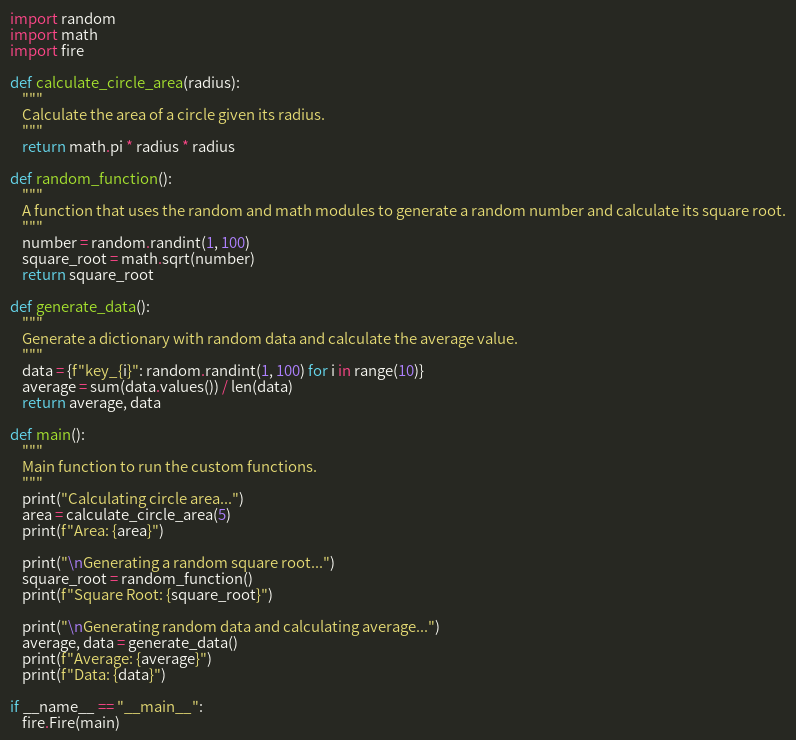 import random
import math
import fire

def calculate_circle_area(radius):
    """
    Calculate the area of a circle given its radius.
    """
    return math.pi * radius * radius

def random_function():
    """
    A function that uses the random and math modules to generate a random number and calculate its square root.
    """
    number = random.randint(1, 100)
    square_root = math.sqrt(number)
    return square_root

def generate_data():
    """
    Generate a dictionary with random data and calculate the average value.
    """
    data = {f"key_{i}": random.randint(1, 100) for i in range(10)}
    average = sum(data.values()) / len(data)
    return average, data

def main():
    """
    Main function to run the custom functions.
    """
    print("Calculating circle area...")
    area = calculate_circle_area(5)
    print(f"Area: {area}")

    print("\nGenerating a random square root...")
    square_root = random_function()
    print(f"Square Root: {square_root}")

    print("\nGenerating random data and calculating average...")
    average, data = generate_data()
    print(f"Average: {average}")
    print(f"Data: {data}")

if __name__ == "__main__":
    fire.Fire(main)